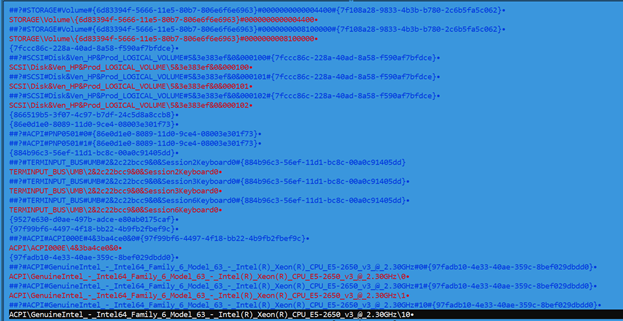 ##?#STORAGE#Volume#{6d83394f-5666-11e5-80b7-806e6f6e6963}#0000000000004400#{7f108a28-9833-4b3b-b780-2c6b5fa5c062}•
STORAGE\Volume\{6d83394f-5666-11e5-80b7-806e6f6e6963}#0000000000004400•
##?#STORAGE#Volume#{6d83394f-5666-11e5-80b7-806e6f6e6963}#0000000008100000#{7f108a28-9833-4b3b-b780-2c6b5fa5c062}•
STORAGE\Volume\{6d83394f-5666-11e5-80b7-806e6f6e6963}#0000000008100000•
{7fccc86c-228a-40ad-8a58-f590af7bfdce}•
##?#SCSI#Disk&Ven_HP&Prod_LOGICAL_VOLUME#5&3e383ef&0&000100#{7fccc86c-228a-40ad-8a58-f590af7bfdce}•
SCSI\Disk&Ven_HP&Prod_LOGICAL_VOLUME\5&3e383ef&0&000100•
##?#SCSI#Disk&Ven_HP&Prod_LOGICAL_VOLUME#5&3e383ef&0&000101#{7fccc86c-228a-40ad-8a58-f590af7bfdce}•
SCSI\Disk&Ven_HP&Prod_LOGICAL_VOLUME\5&3e383ef&0&000101•
##?#SCSI#Disk&Ven_HP&Prod_LOGICAL_VOLUME#5&3e383ef&0&000102#{7fccc86c-228a-40ad-8a58-f590af7bfdce}•
SCSI\Disk&Ven_HP&Prod_LOGICAL_VOLUME\5&3e383ef&0&000102•
{866519b5-3f07-4c97-b7df-24c5d8a8ccb8}•
{86e0d1e0-8089-11d0-9ce4-08003e301f73}•
##?#ACPI#PNP0501#0#{86e0d1e0-8089-11d0-9ce4-08003e301f73}•
##?#ACPI#PNP0501#1#{86e0d1e0-8089-11d0-9ce4-08003e301f73}•
{884b96c3-56ef-11d1-bc8c-00a0c91405dd}•
##?#TERMINPUT_BUS#UMB#2&2c22bcc9&0&Session2Keyboard0#{884b96c3-56ef-11d1-bc8c-00a0c91405dd}
TERMINPUT_BUS\UMB\2&2c22bcc9&0&Session2Keyboard0•
##?#TERMINPUT_BUS#UMB#2&2c22bcc9&0&Session3Keyboard0#{884b96c3-56ef-11d1-bc8c-00a0c91405dd}•
TERMINPUT_BUS\UMB\2&2c22bcc9&0&Session3Keyboard0•
##?#TERMINPUT_BUS#UMB#2&2c22bcc9&0&Session6Keyboard0#{884b96c3-56ef-11d1-bc8c-00a0c91405dd}•
TERMINPUT_BUS\UMB\2&2c22bcc9&0&Session6Keyboard0•
{9527e630-d0ae-497b-adce-e80ab0175caf}•
{97f99bf6-4497-4f18-bb22-4b9fb2fbef9c}•
##?#ACPI#ACPI000E#4&3b4ce0&0#{97f99bf6-4497-4f18-bb22-4b9fb2fbef9c}•
ACPI\ACPI000E\4&3b4ce0&0•
{97fadb10-4e33-40ae-359c-8bef029dbdd0}•
##?#ACPI#GenuineIntel_-_Intel64_Family_6_Model_63_-_Intel(R)_Xeon(R)_CPU_E5-2650_v3_@_2.30GHz#0#{97fadb10-4e33-40ae-359c-8bef029dbdd0}•
ACPI\GenuineIntel_-_Intel64_Family_6_Model_63_-_Intel(R)_Xeon(R)_CPU_E5-2650_v3_@_2.30GHz\0•
##?#ACPI#GenuineIntel_-_Intel64_Family_6_Model_63_-_Intel(R)_Xeon(R)_CPU_E5-2650_v3_@_2.30GHz#1#{97fadb10-4e33-40ae-359c-8bef029dbdd0}•
ACPI\GenuineIntel_-_Intel64_Family_6_Model_63_-_Intel(R)_Xeon(R)_CPU_E5-2650_v3_@_2.30GHz\1•
##?#ACPI#GenuineIntel_-_Intel64_Family_6_Model_63_-_Intel(R)_Xeon(R)_CPU_E5-2650_v3_@_2.30GHz#10#{97fadb10-4e33-40ae-359c-8bef029dbdd0}•
ACPI\GenuineIntel_-_Intel64_Family_6_Model_63_-_Intel(R)_Xeon(R)_CPU_E5-2650_v3_@_2.30GHz\10•